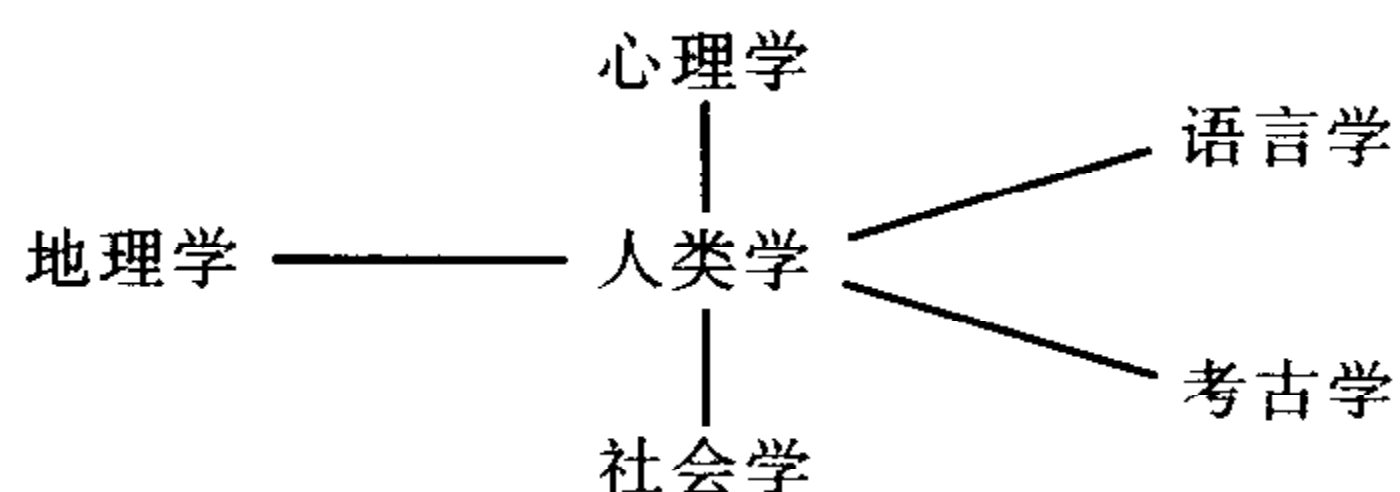 心理学
语言学
地理学
人类学
考古学
社会学